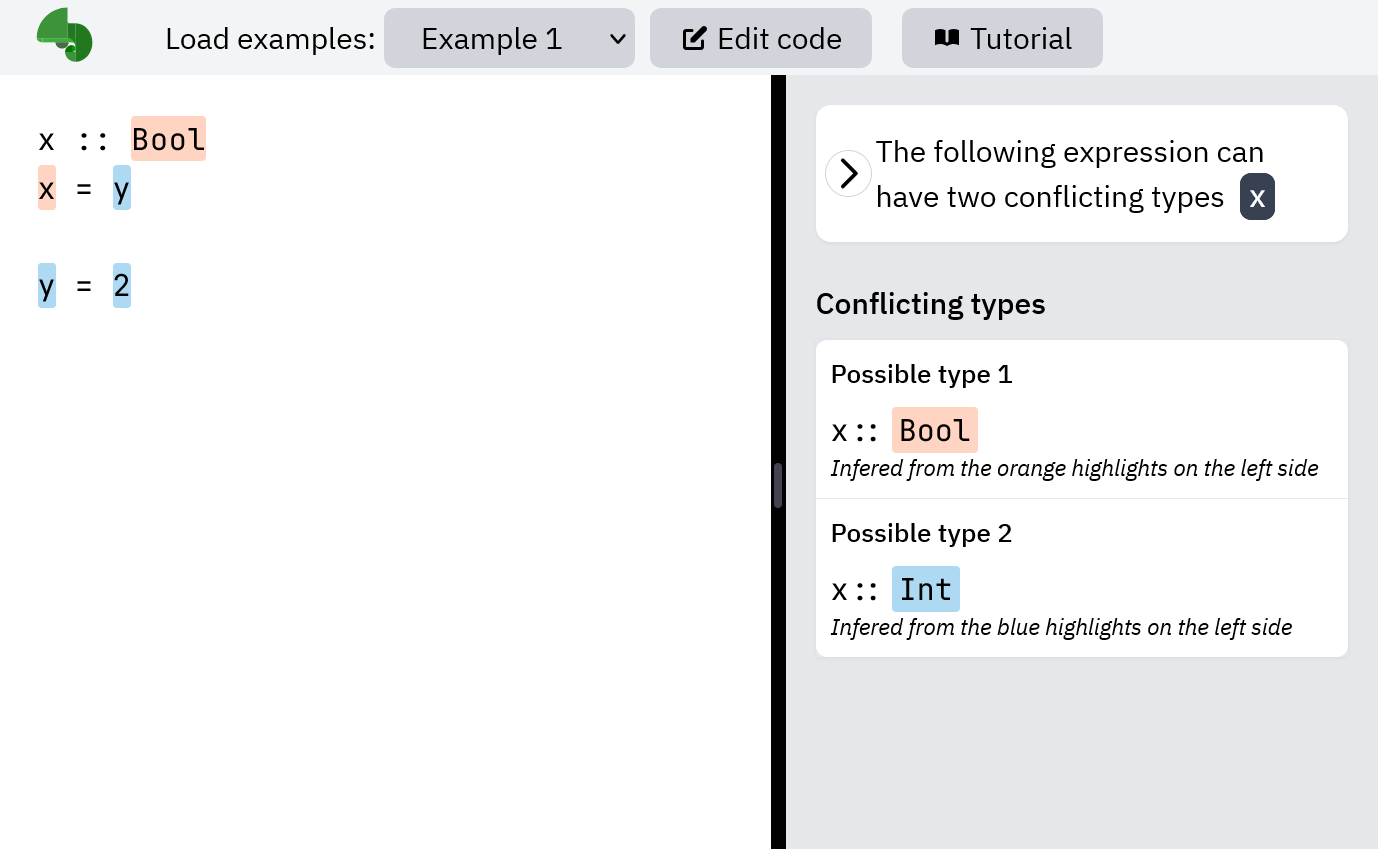 Load examples: Example 1 Edit code Tutorial
x :: Bool
x = y
y = 2
The following expression can
have two conflicting types x
Conflicting types
Possible type 1
x :: Bool
Infered from the orange highlights on the left side
Possible type 2
x :: Int
Infered from the blue highlights on the left side